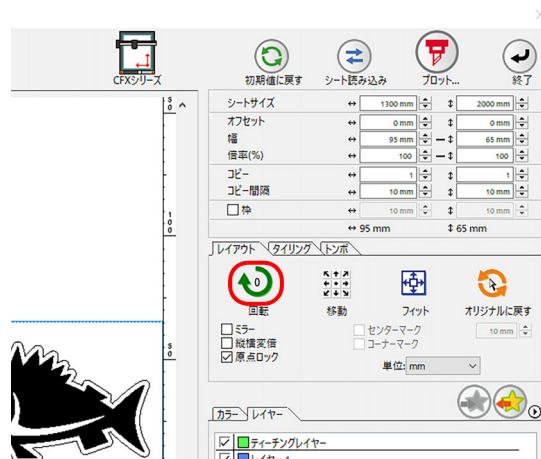 CFXシリーズ 初期値に戻す シート読み込み プロット... 終了
シートサイズ ↔ 1300 mm ↕ 2000 mm
オフセット ↔ 0 mm ↕ 0 mm
幅 ↔ 95 mm ↕ 65 mm
倍率(%) ↔ 100 ↕ 100
コピー ↔ 1 ↕ 1
コピー間隔 ↔ 10 mm ↕ 10 mm
枠 ↔ 10 mm ↕ 10 mm
↔ 95 mm ↕ 65 mm
レイアウト タイリング トンボ
0
回転 移動 フィット オリジナルに戻す
ミラー センターマーク 10 mm
縦横変倍 コーナーマーク
原点ロック
単位: mm
カラー レイヤー
ティーチングレイヤー
レイヤー 1
50
100
50